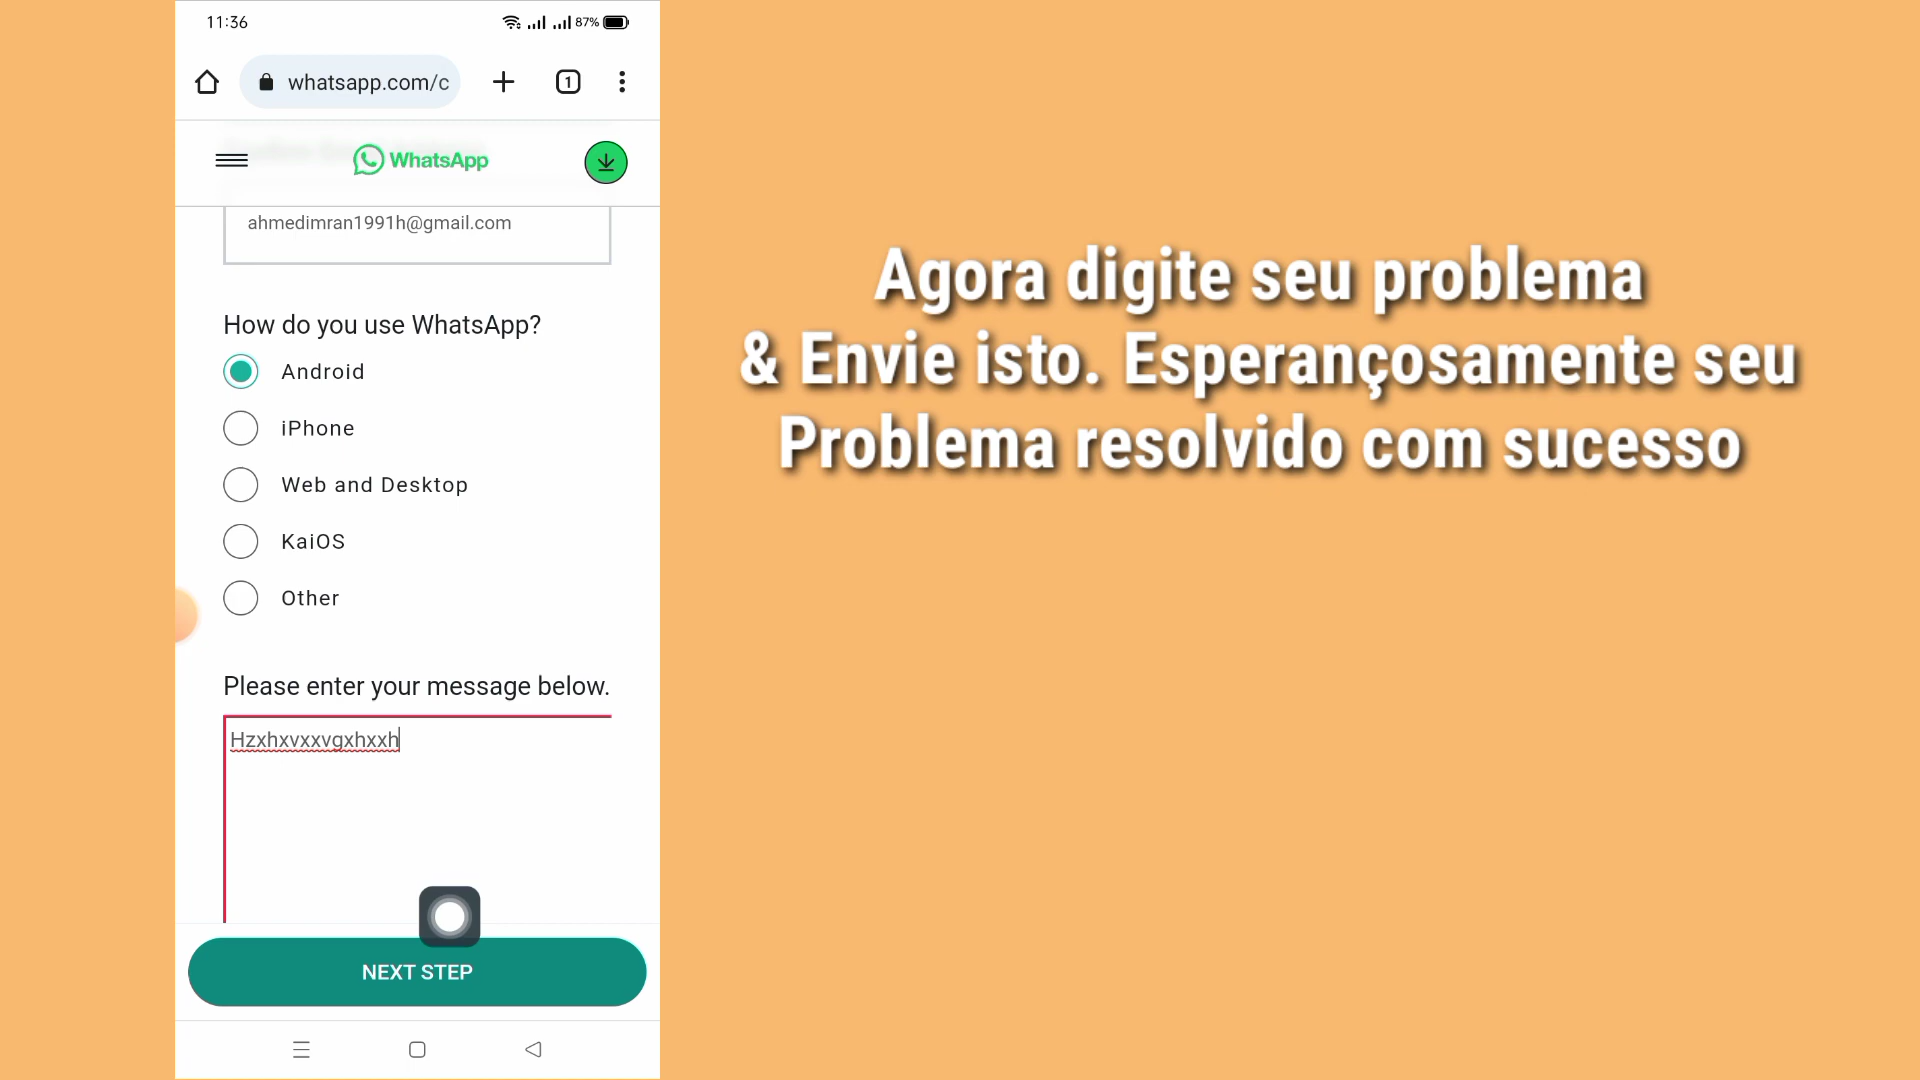 11:36
87%
whatsapp.com/c
1
WhatsApp
ahmedimran1991h@gmail.com
How do you use WhatsApp?
Android
iPhone
Web and Desktop
KaiOS
Other
Please enter your message below.
Hzxhxvxxvgxhxxh
NEXT STEP
Agora digite seu problema
& Envie isto. Esperançosamente seu
Problema resolvido com sucesso